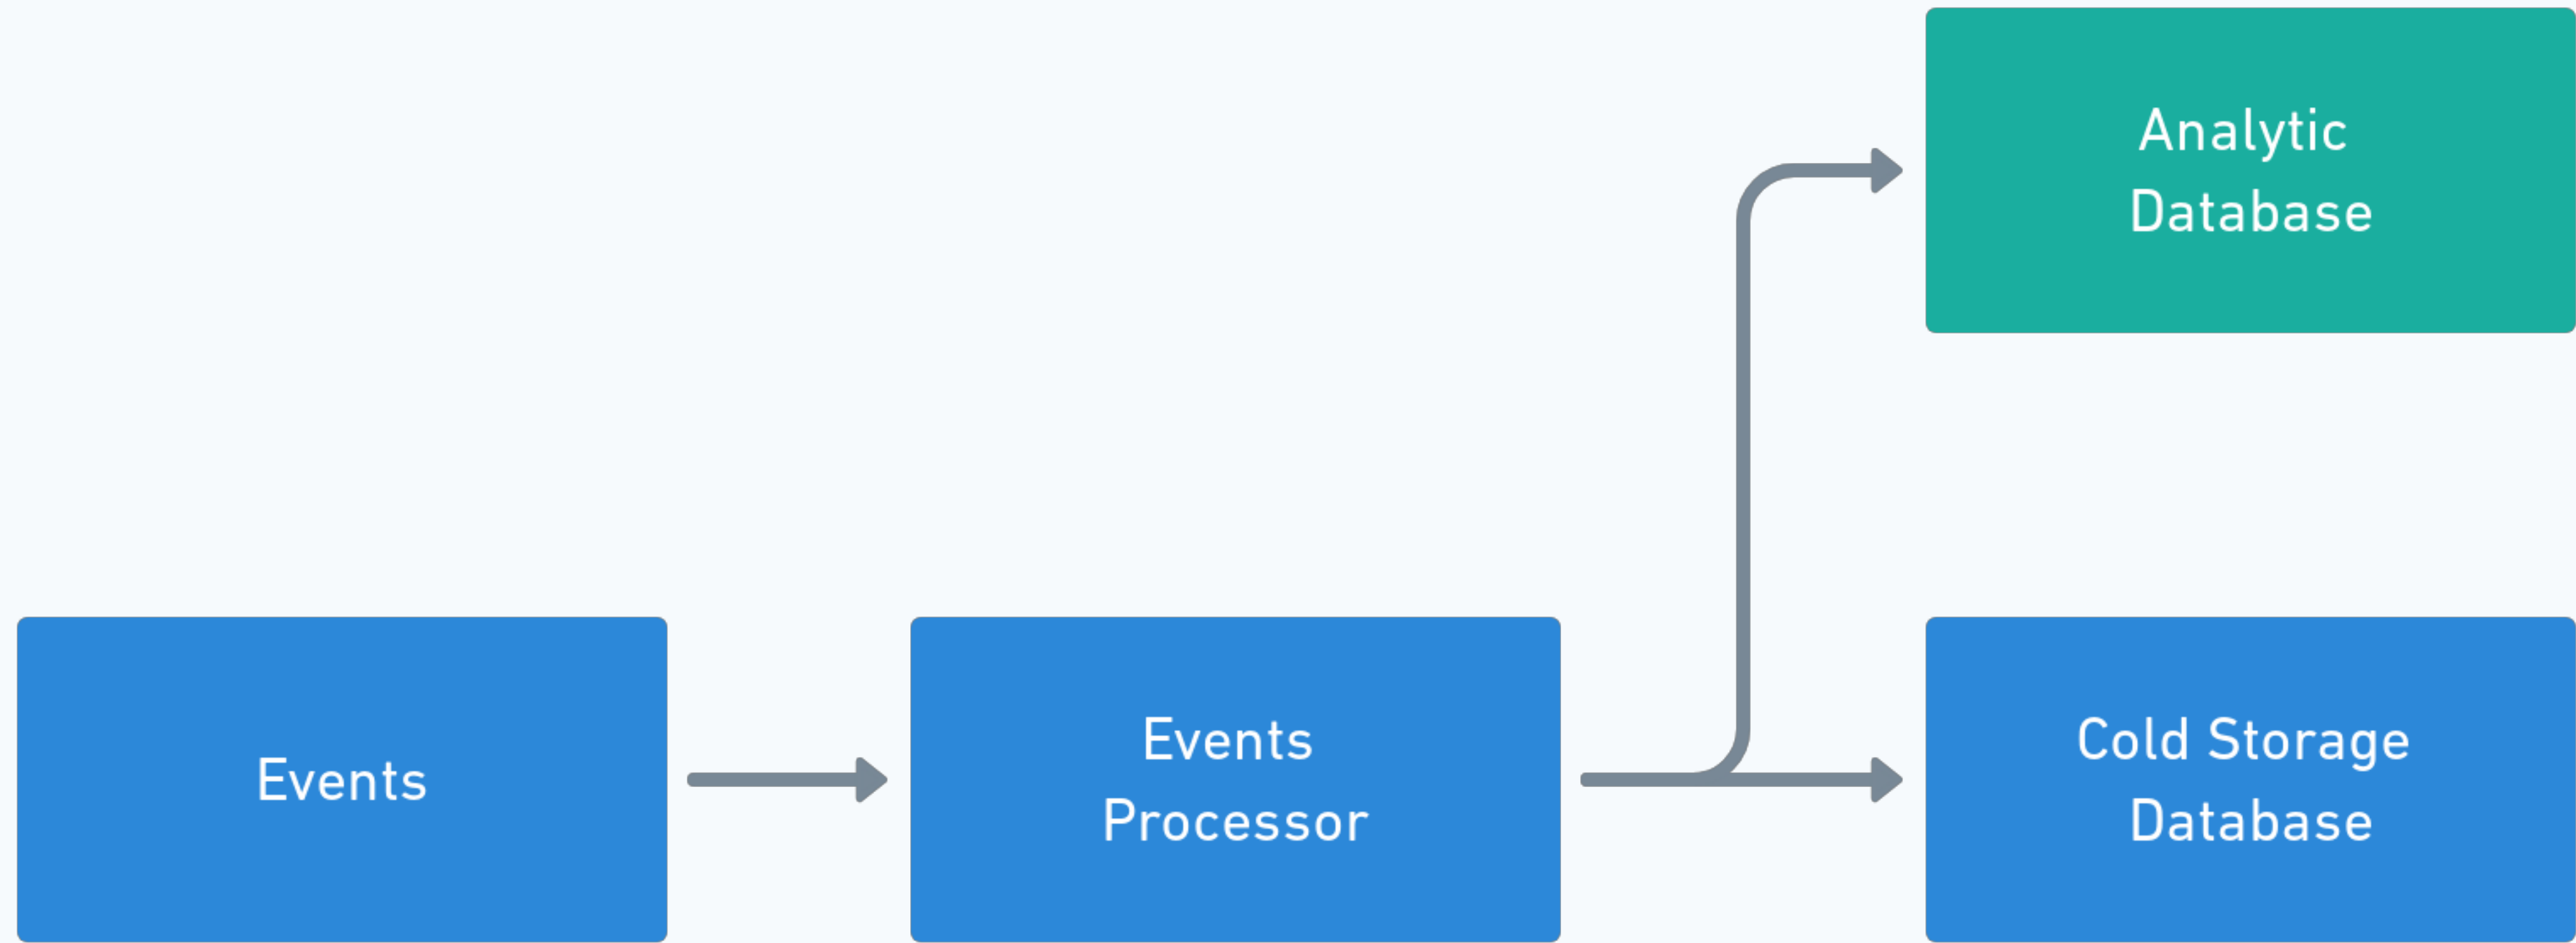 Analytic
Database
Events
Events
Processor
Cold Storage
Database